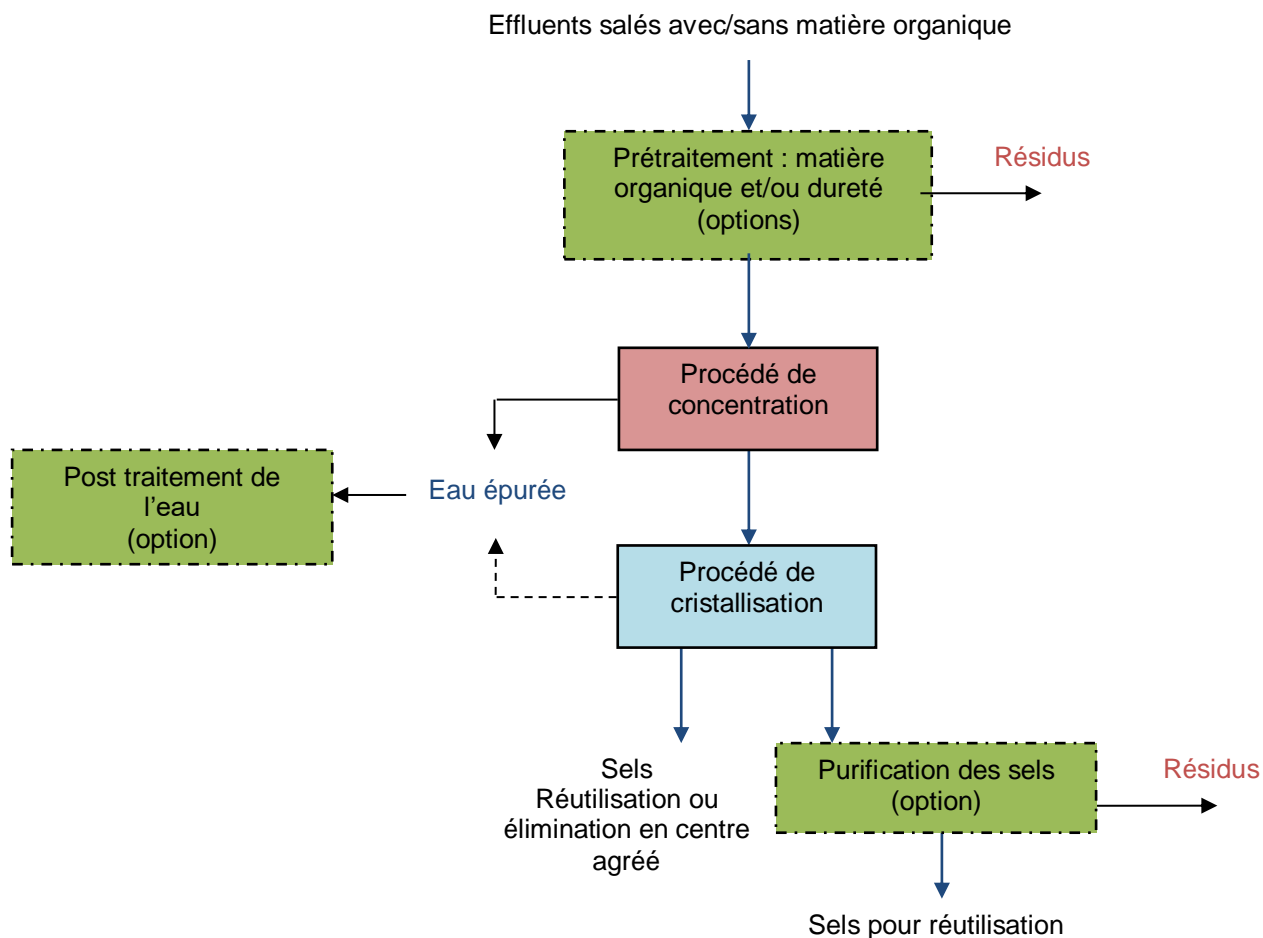 Effluents salés avec/sans matière organique
Prétraitement : matière
organique et/ou dureté
(options)
Résidus
Procédé de
concentration
Post traitement de
l'eau
(option)
Eau épurée
Procédé de
cristallisation
Sels
Réutilisation ou
élimination en centre
agréé
Purification des sels
(option)
Résidus
Sels pour réutilisation